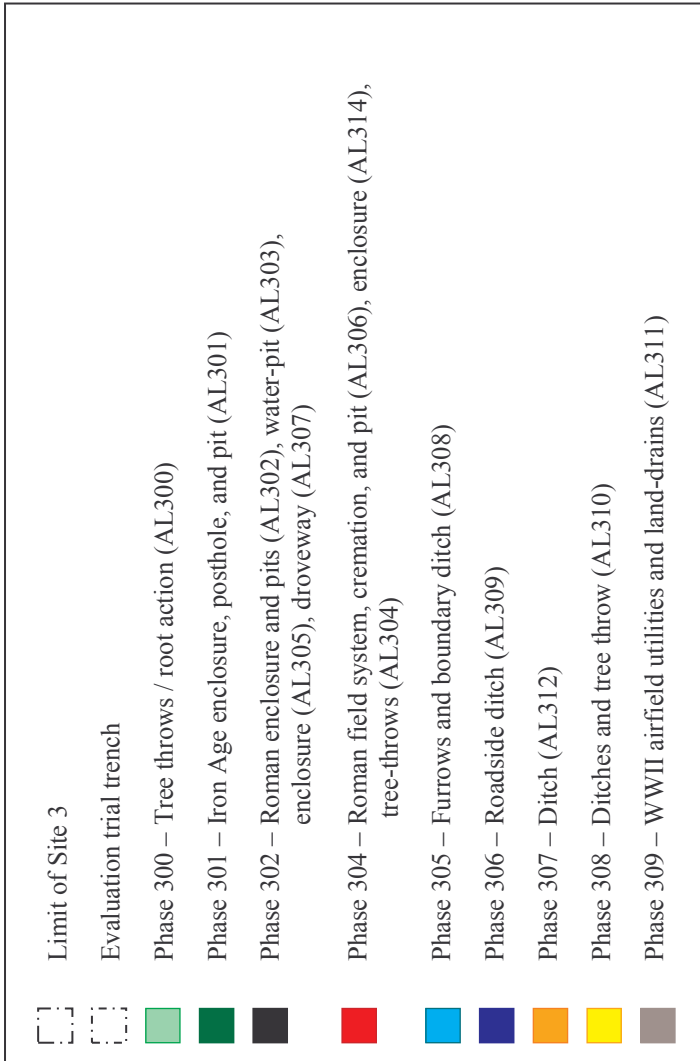 Limit of Site 3
Evaluation trial trench
Phase 300 – Tree throws / root action (AL300)
Phase 301 – Iron Age enclosure, posthole, and pit (AL301)
Phase 302 – Roman enclosure and pits (AL302), water-pit (AL303),
enclosure (AL305), droveway (AL307)
Phase 304 – Roman field system, cremation, and pit (AL306), enclosure (AL314),
tree-throws (AL304)
Phase 305 – Furrows and boundary ditch (AL308)
Phase 306 – Roadside ditch (AL309)
Phase 307 – Ditch (AL312)
Phase 308 – Ditches and tree throw (AL310)
Phase 309 – WWII airfield utilities and land-drains (AL311)